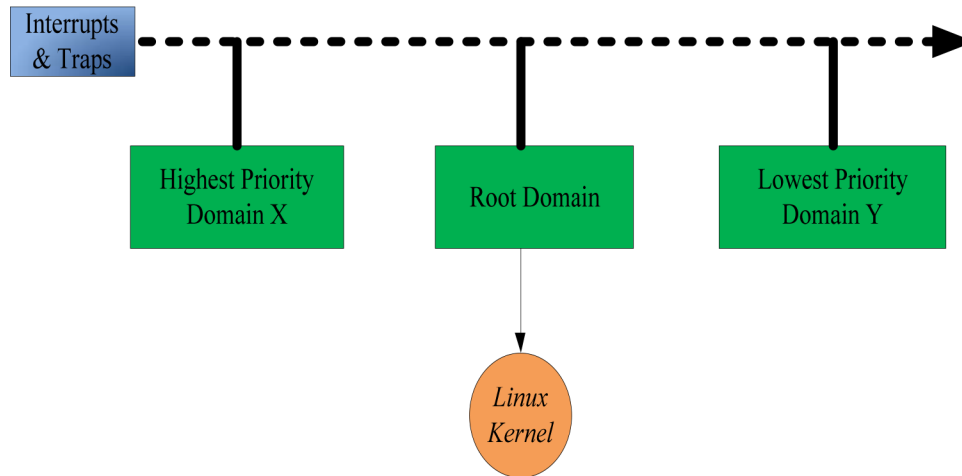 Interrupts
& Traps
Highest Priority
Domain X
Root Domain
Lowest Priority
Domain Y
Linux
Kernel